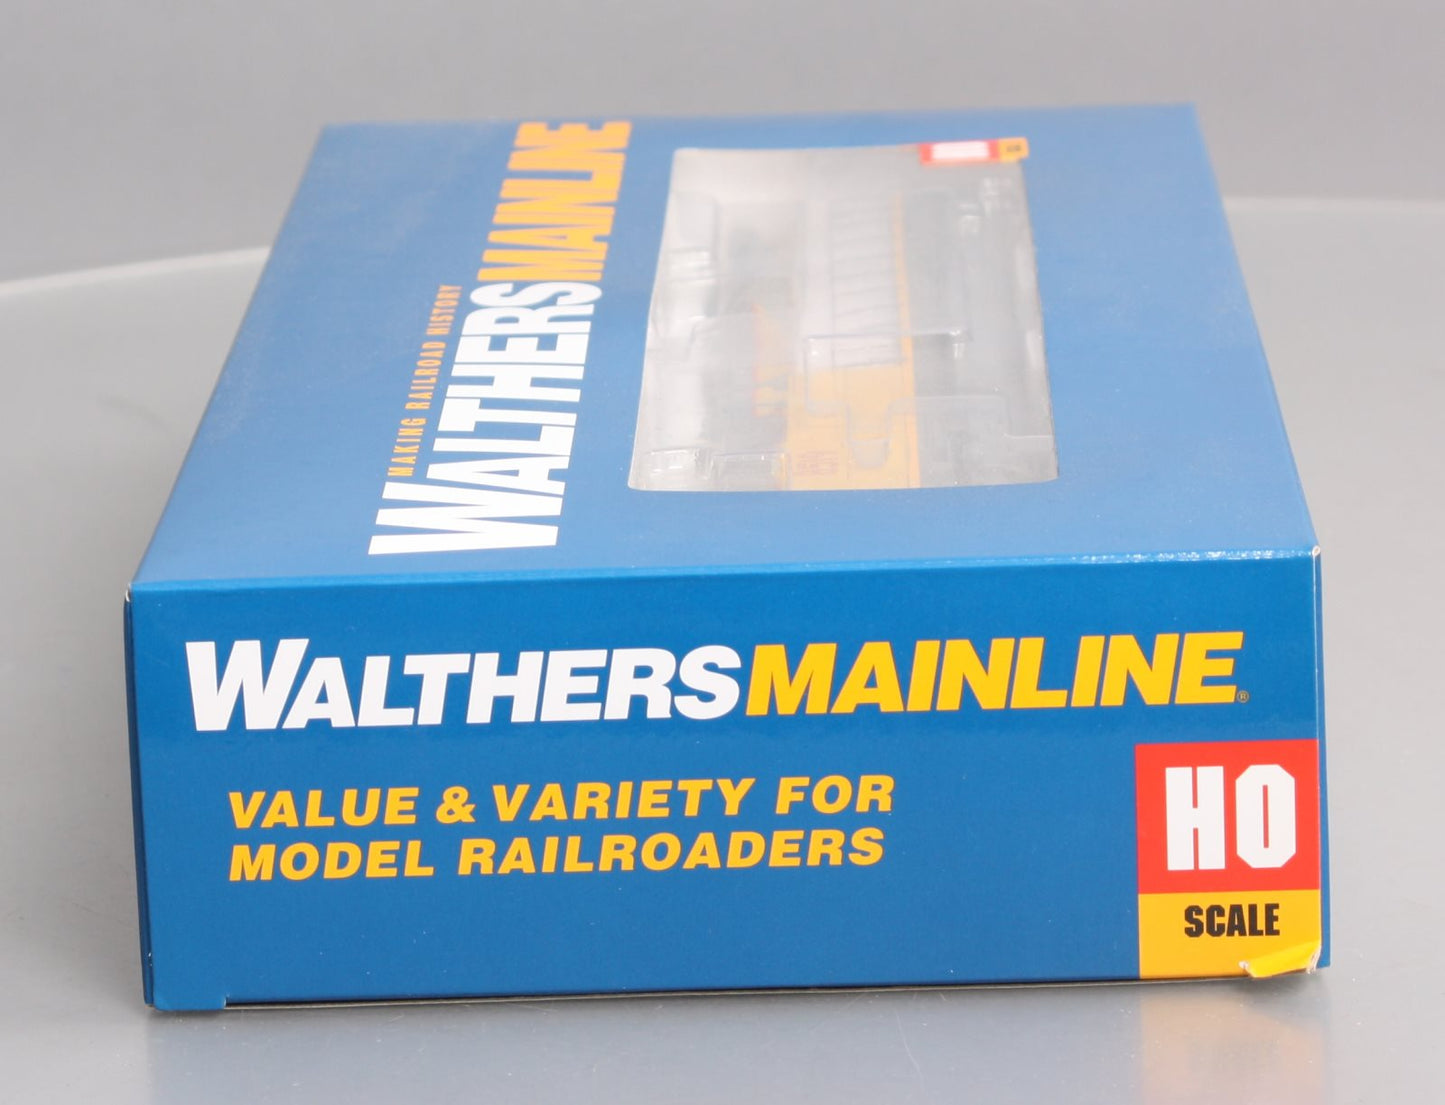 MAKING RAILROAD HISTORY
WALTHERSMAINLINE
WALTHERSMAINLINE®
VALUE & VARIETY FOR
MODEL RAILROADERS
HO
SCALE